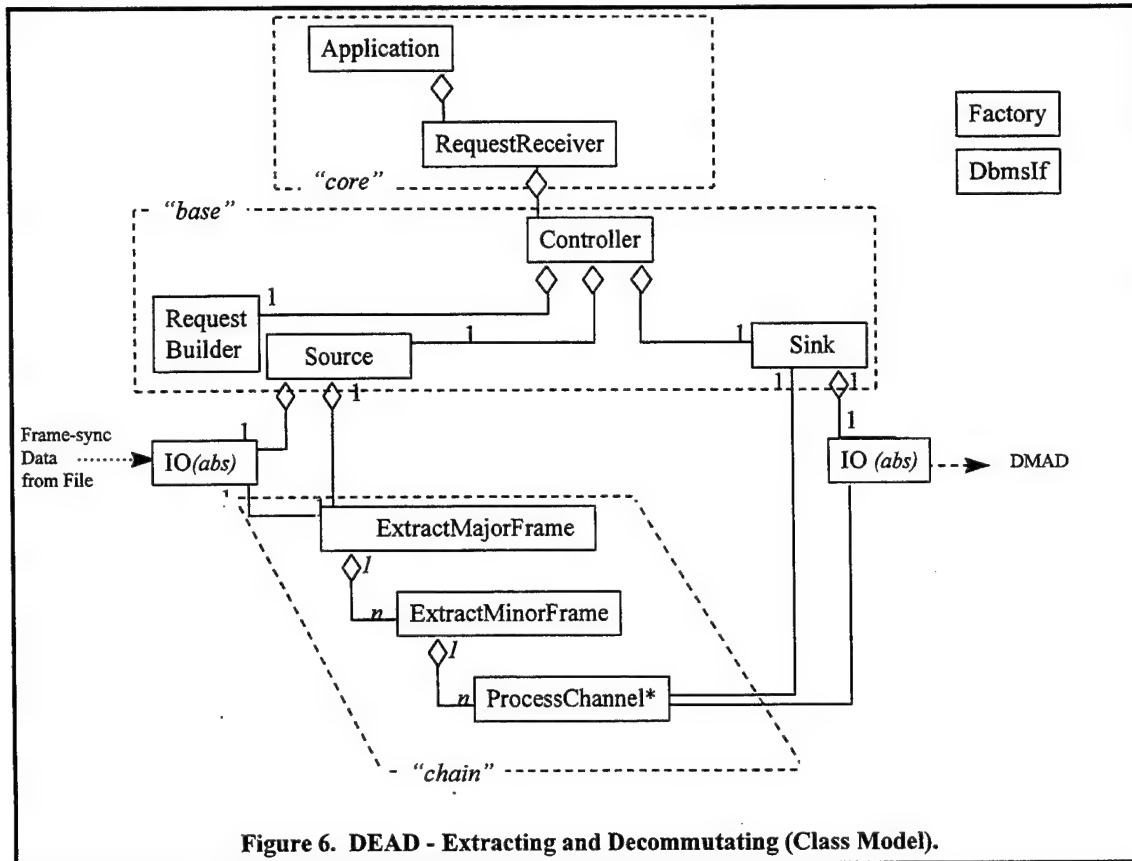 Application
RequestReceiver
"core"
Factory
DbmsIf
"base"
Controller
1
Request
Builder
1
Source
1
Sink
1
1
1
1
1
Frame-sync
Data
from File
IO(abs)
IO (abs)
DMAD
ExtractMajorFrame
1
n
ExtractMinorFrame
1
n
ProcessChannel*
"chain"
Figure 6. DEAD - Extracting and Decommutating (Class Model).